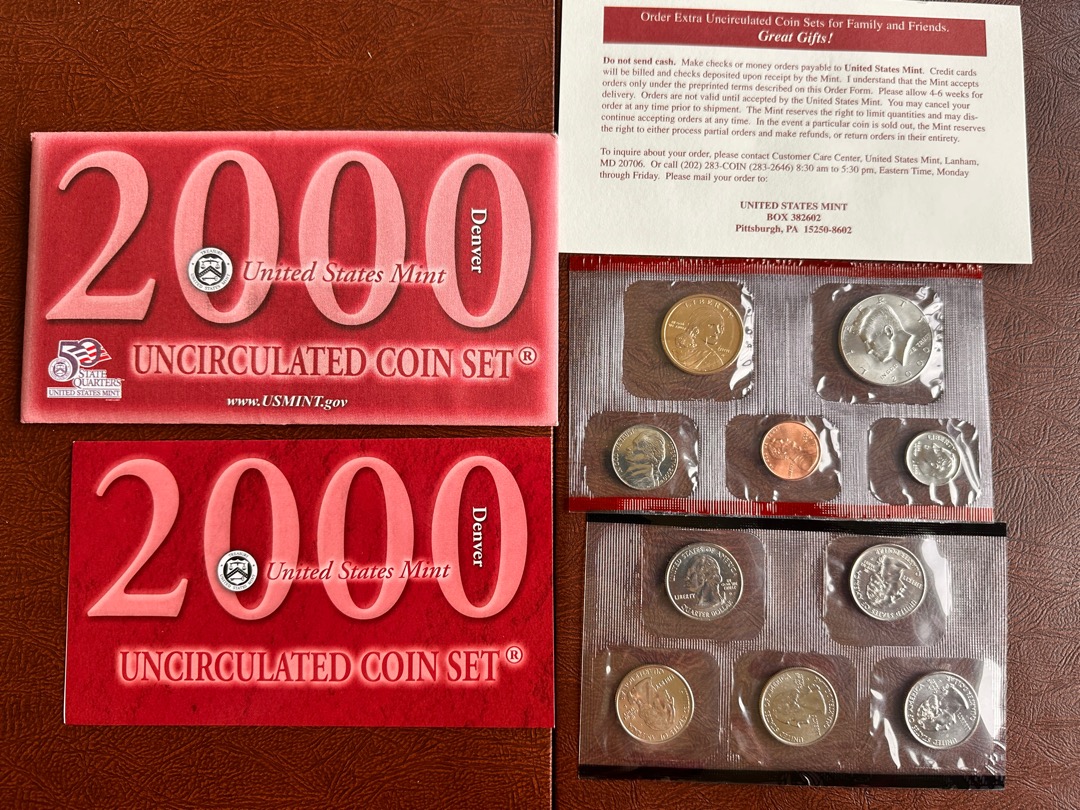 2000
Denver
United States Mint
50
STATE
QUARTERS
UNITED STATES MINT
UNCIRCULATED COIN SET®
www.USMINT.gov
2000
Denver
United States Mint
UNCIRCULATED COIN SET®
Order Extra Uncirculated Coin Sets for Family and Friends.
Great Gifts!
Do not send cash. Make checks or money orders payable to United States Mint. Credit cards
will be billed and checks deposited upon receipt by the Mint. I understand that the Mint accepts
orders only under the preprinted terms described on this Order Form. Please allow 4-6 weeks for
delivery. Orders are not valid until accepted by the United States Mint. You may cancel your
order at any time prior to shipment. The Mint reserves the right to limit quantities and may dis-
continue accepting orders at any time. In the event a particular coin is sold out, the Mint reserves
the right to either process partial orders and make refunds, or return orders in their entirety.
To inquire about your order, please contact Customer Care Center, United States Mint, Lanham,
MD 20706. Or call (202) 283-COIN (283-2646) 8:30 am to 5:30 pm, Eastern Time, Monday
through Friday. Please mail your order to:
UNITED STATES MINT
BOX 382602
Pittsburgh, PA 15250-8602
LIBERTY
LIBERTY
UNITED STATES OF AMERICA
LIBERTY
QUARTER DOLLAR